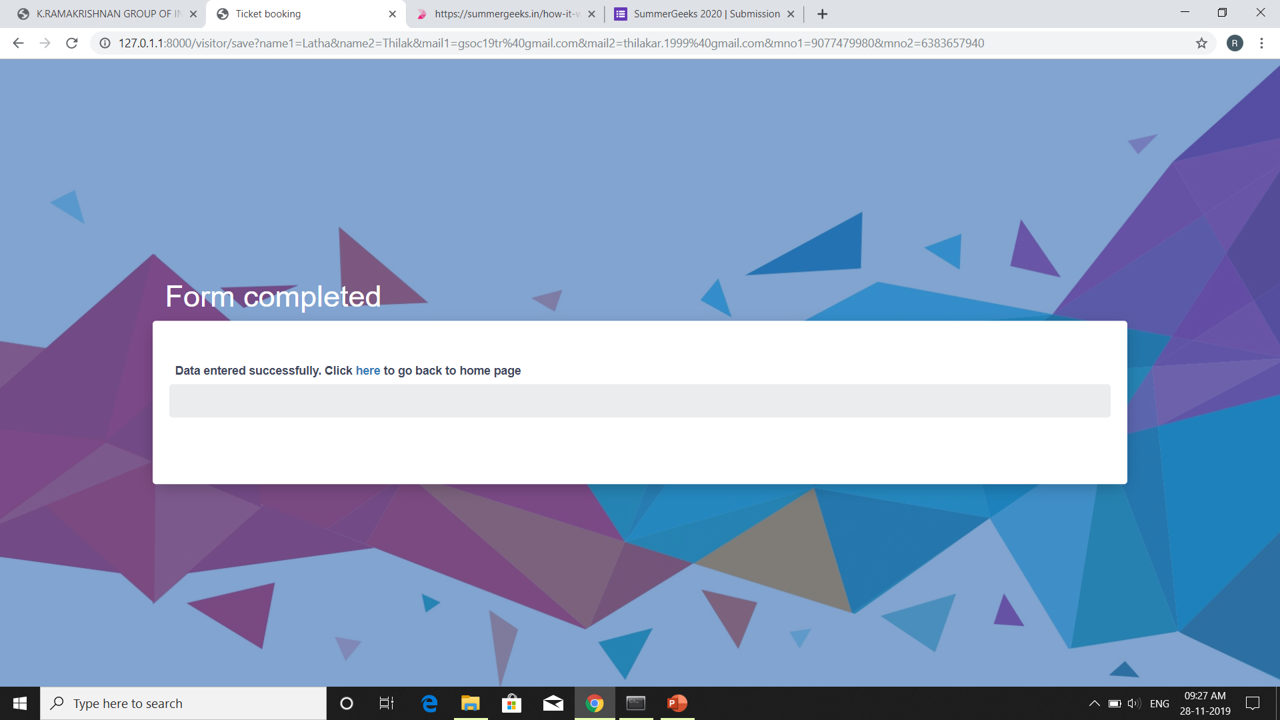 K.RAMAKRISHNAN GROUP OF IN
Ticket booking
https://summergeeks.in/how-it-w
SummerGeeks 2020 | Submission
127.0.1.1:8000/visitor/save?name1=Latha&name2=Thilak&mail1=gsoc19tr%40gmail.com&mail2=thilakar.1999%40gmail.com&mno1=9077479980&mno2=6383657940
R
Form completed
Data entered successfully. Click here to go back to home page
Type here to search
ENG
09:27 AM
28-11-2019